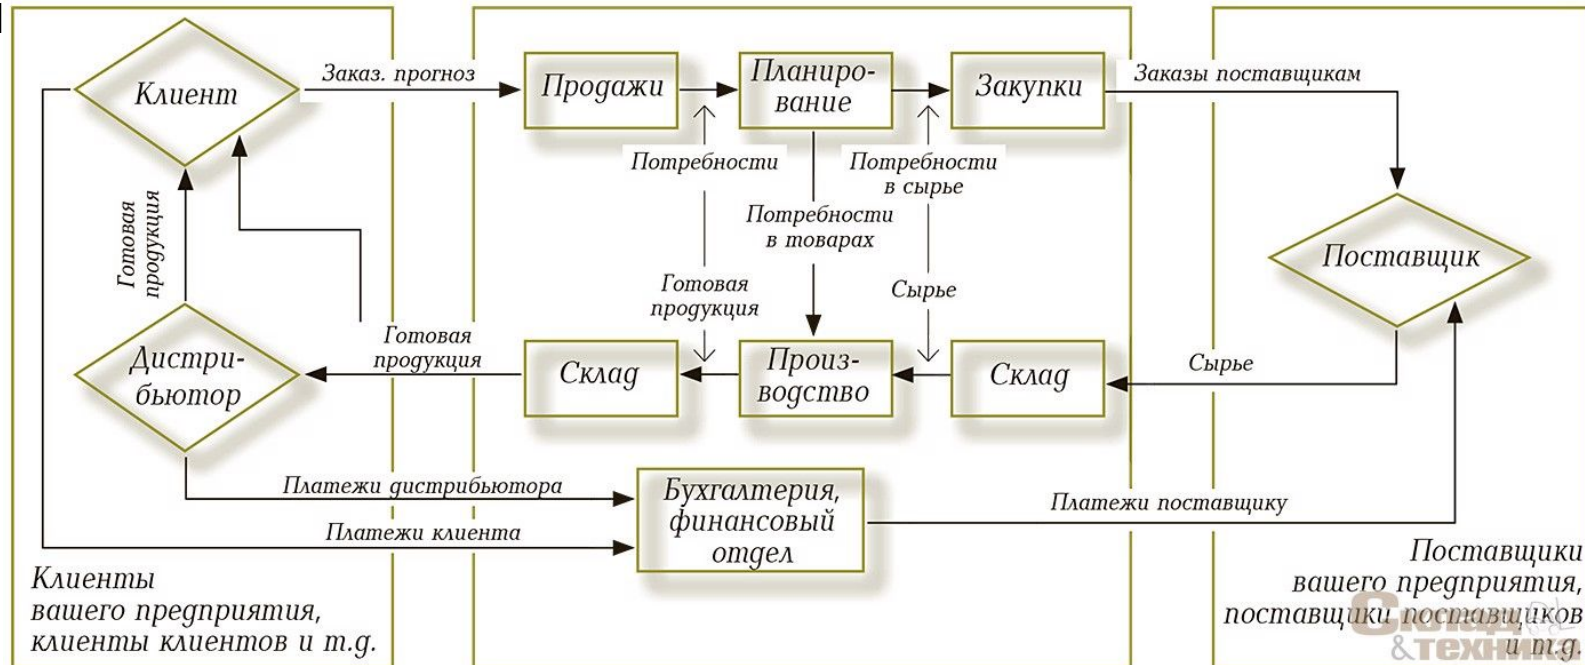 Клиент
Заказ. прогноз
Продажи
Планиро-
вание
Закупки
Заказы поставщикам
Потребности
Потребности
в сырье
Потребности
в товарах
Готовая
продукция
Поставщик
Готовая
продукция
Сырье
Дистри-
бьютор
Готовая
продукция
Склад
Произ-
водство
Склад
Сырье
Платежи дистрибьютора
Бухгалтерия,
финансовый
отдел
Платежи поставщику
Платежи клиента
Клиенты
вашего предприятия,
клиенты клиентов и т.д.
Поставщики
вашего предприятия,
поставщики поставщиков
и т.д.
Склад
&техника